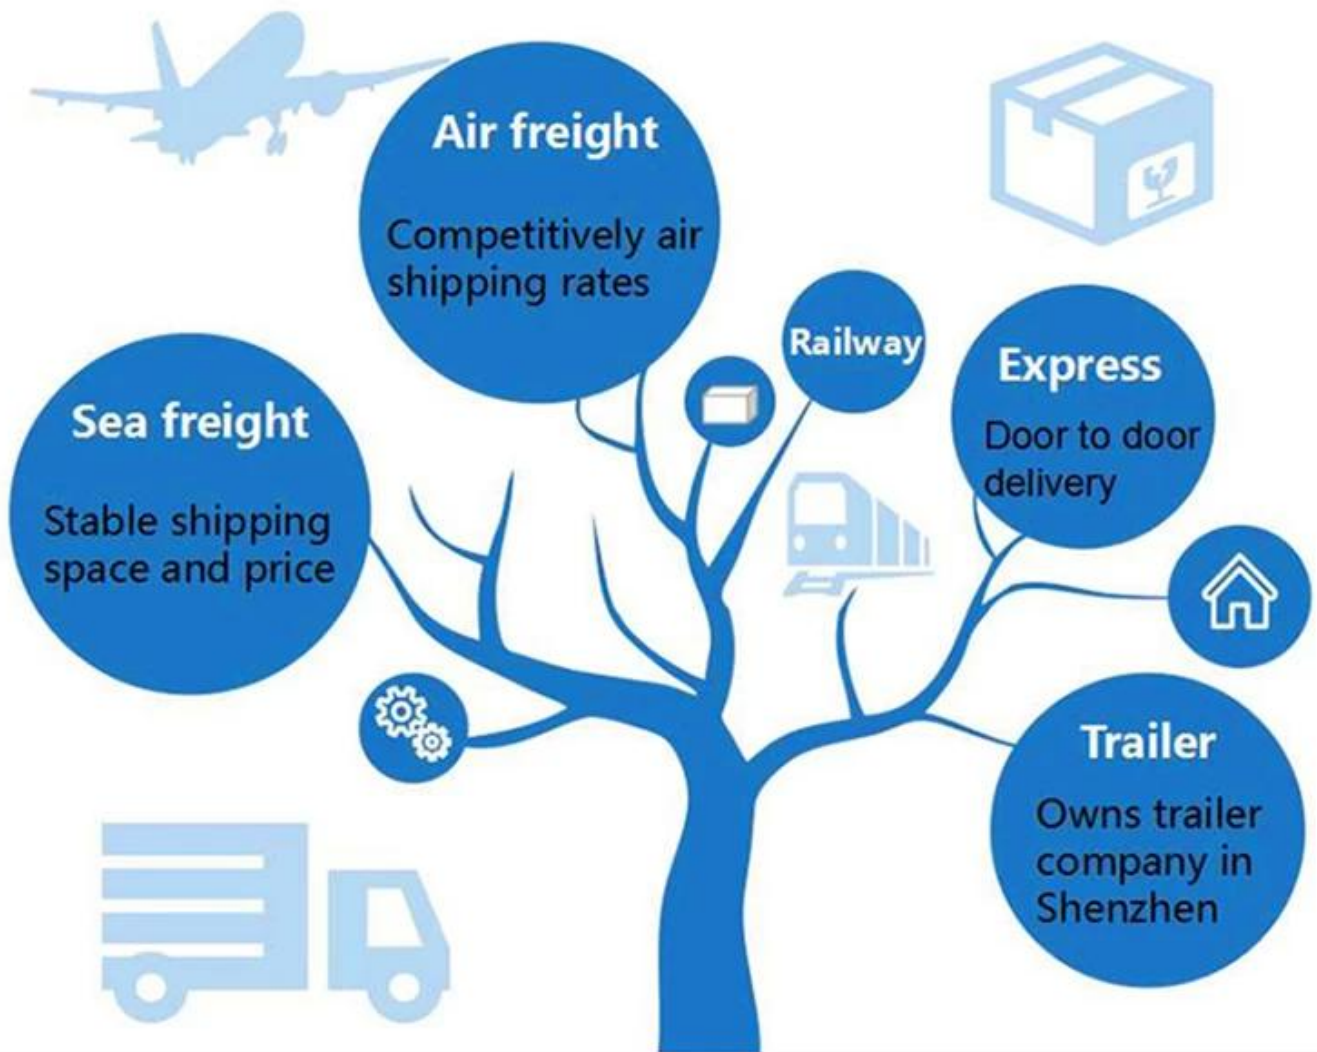 Air freight
Competitively air
shipping rates
Railway
Express
Door to door
delivery
Sea freight
Stable shipping
space and price
Trailer
Owns trailer
company in
Shenzhen